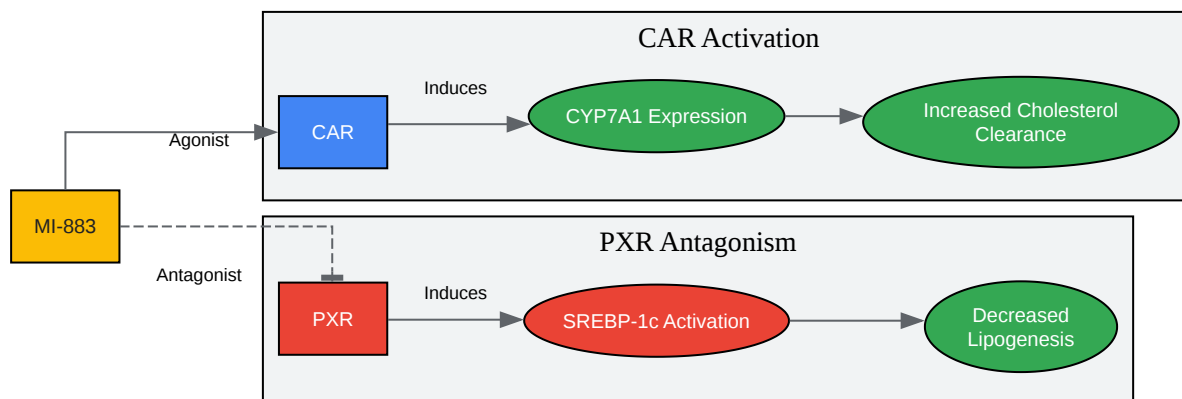 CAR Activation
Induces
CAR
CYP7A1 Expression
Increased Cholesterol
Clearance
Agonist
MI-883
Antagonist
PXR Antagonism
Induces
PXR
SREBP-1c Activation
Decreased
Lipogenesis